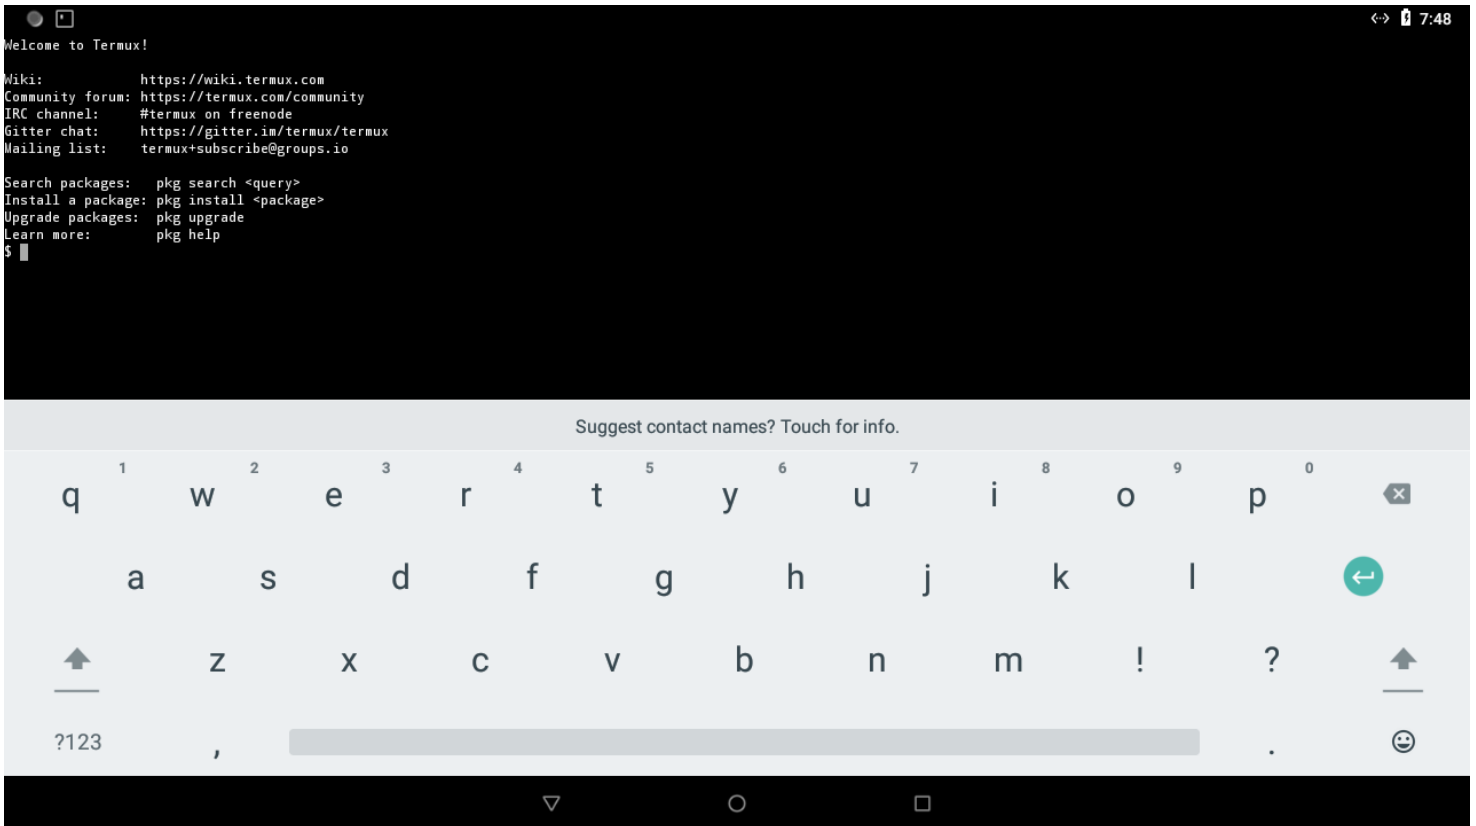 7:48
Welcome to Termux!
Wiki: https://wiki.termux.com
Community forum: https://termux.com/community
IRC channel: #termux on freenode
Gitter chat: https://gitter.im/termux/termux
Mailing list: termux+subscribe@groups.io
Search packages: pkg search <query>
Install a package: pkg install <package>
Upgrade packages: pkg upgrade
Learn more: pkg help
$
Suggest contact names? Touch for info.
1 2 3 4 5 6 7 8 9 0
q w e r t y u i o p
a s d f g h j k l
z x c v b n m ! ?
?123 , .